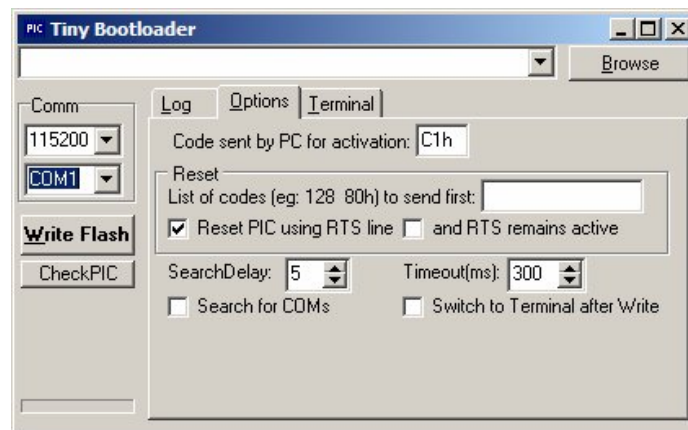 PIC Tiny Bootloader
Browse
Comm
115200
COM1
Write Flash
CheckPIC
Log Options Terminal
Code sent by PC for activation: C1h
Reset
List of codes (eg: 128 80h) to send first:
Reset PIC using RTS line and RTS remains active
SearchDelay: 5 Timeout(ms): 300
Search for COMs Switch to Terminal after Write